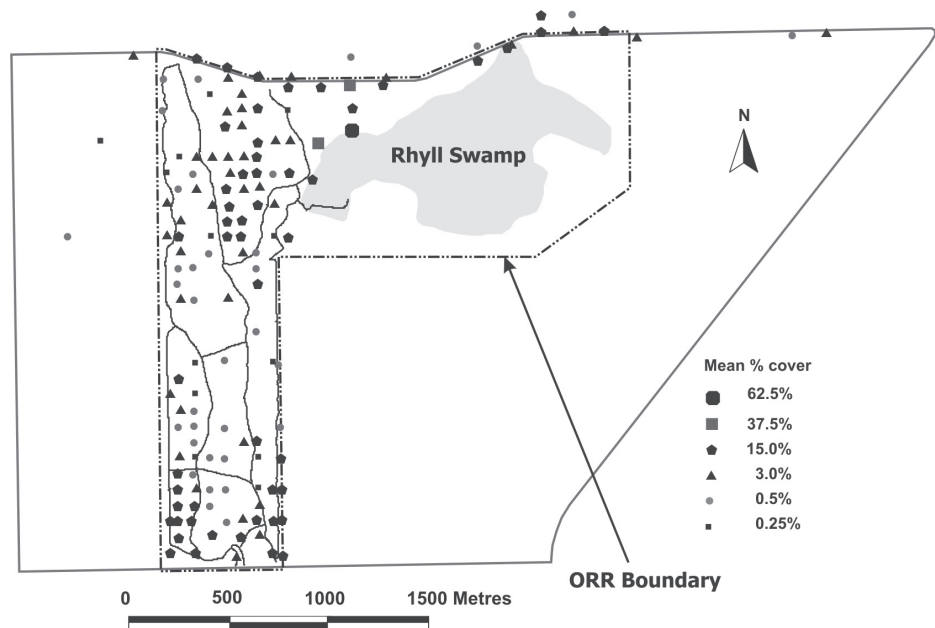 N
Rhyll Swamp
Mean % cover
62.5%
37.5%
15.0%
3.0%
0.5%
0.25%
ORR Boundary
0 500 1000 1500 Metres